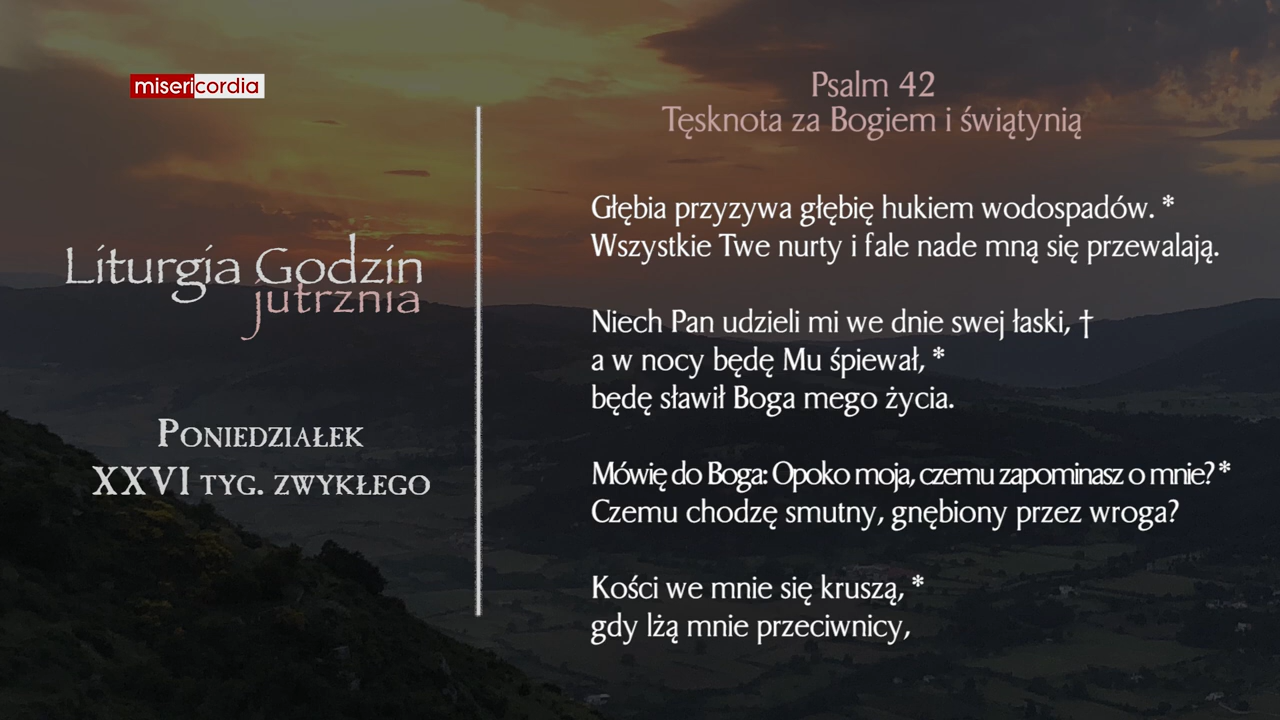 misericordia
Liturgia Godzin
jutrznia
Poniedziałek
XXVI tyg. zwykłego
Psalm 42
Tęsknota za Bogiem i świątynią
Głębia przyzywa głębię hukiem wodospadów. *
Wszystkie Twe nurty i fale nade mną się przewalają.
Niech Pan udzieli mi we dnie swej łaski, †
a w nocy będę Mu śpiewał, *
będę sławił Boga mego życia.
Mówię do Boga: Opoko moja, czemu zapominasz o mnie? *
Czemu chodzę smutny, gnębiony przez wroga?
Kości we mnie się kruszą, *
gdy lżą mnie przeciwnicy,